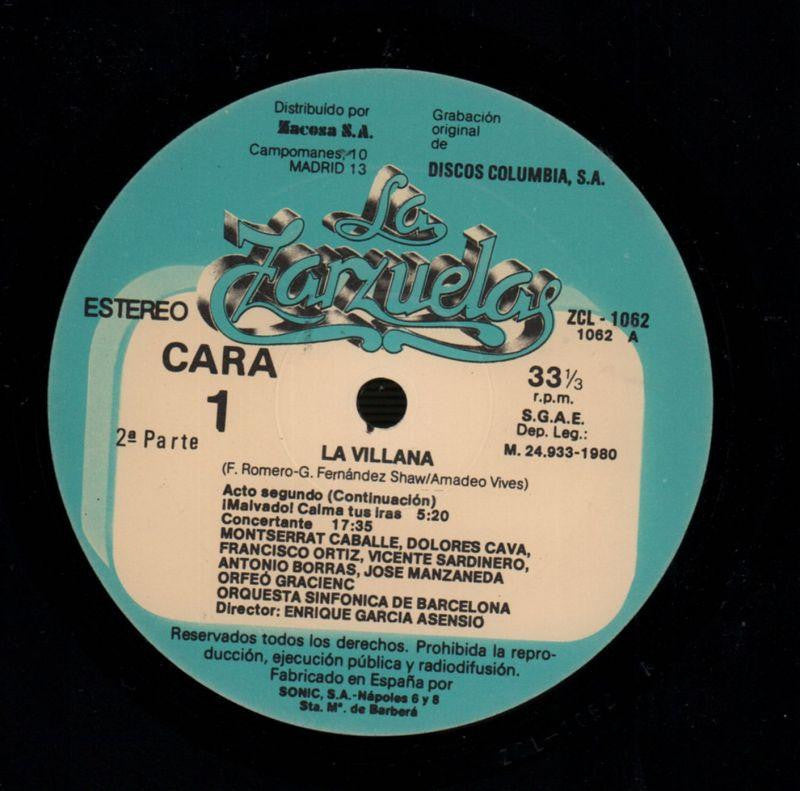 Distribuído por
Zacosa S.A.
Campomanes, 10
MADRID 13
Grabación
original
de
DISCOS COLUMBIA, S.A.
La
Zarzuela
ESTEREO
ZCL - 1062
1062 A
CARA
1
2ª Parte
33 1/3
r.p.m.
S.G.A.E.
Dep. Leg.:
M. 24.933-1980
LA VILLANA
(F. Romero-G. Fernández Shaw/Amadeo Vives)
Acto segundo (Continuación)
¡Malvado! Calma tus iras 5:20
Concertante 17:35
MONTSERRAT CABALLE, DOLORES CAVA,
FRANCISCO ORTIZ, VICENTE SARDINERO,
ANTONIO BORRAS, JOSE MANZANEDA
ORFEÓ GRACIENC
ORQUESTA SINFONICA DE BARCELONA
Director: ENRIQUE GARCIA ASENSIO
Reservados todos los derechos. Prohibida la repro-
ducción, ejecución pública y radiodifusión.
Fabricado en España por
SONIC, S.A.-Nápoles 6 y 8
Sta. Mª. de Barberá